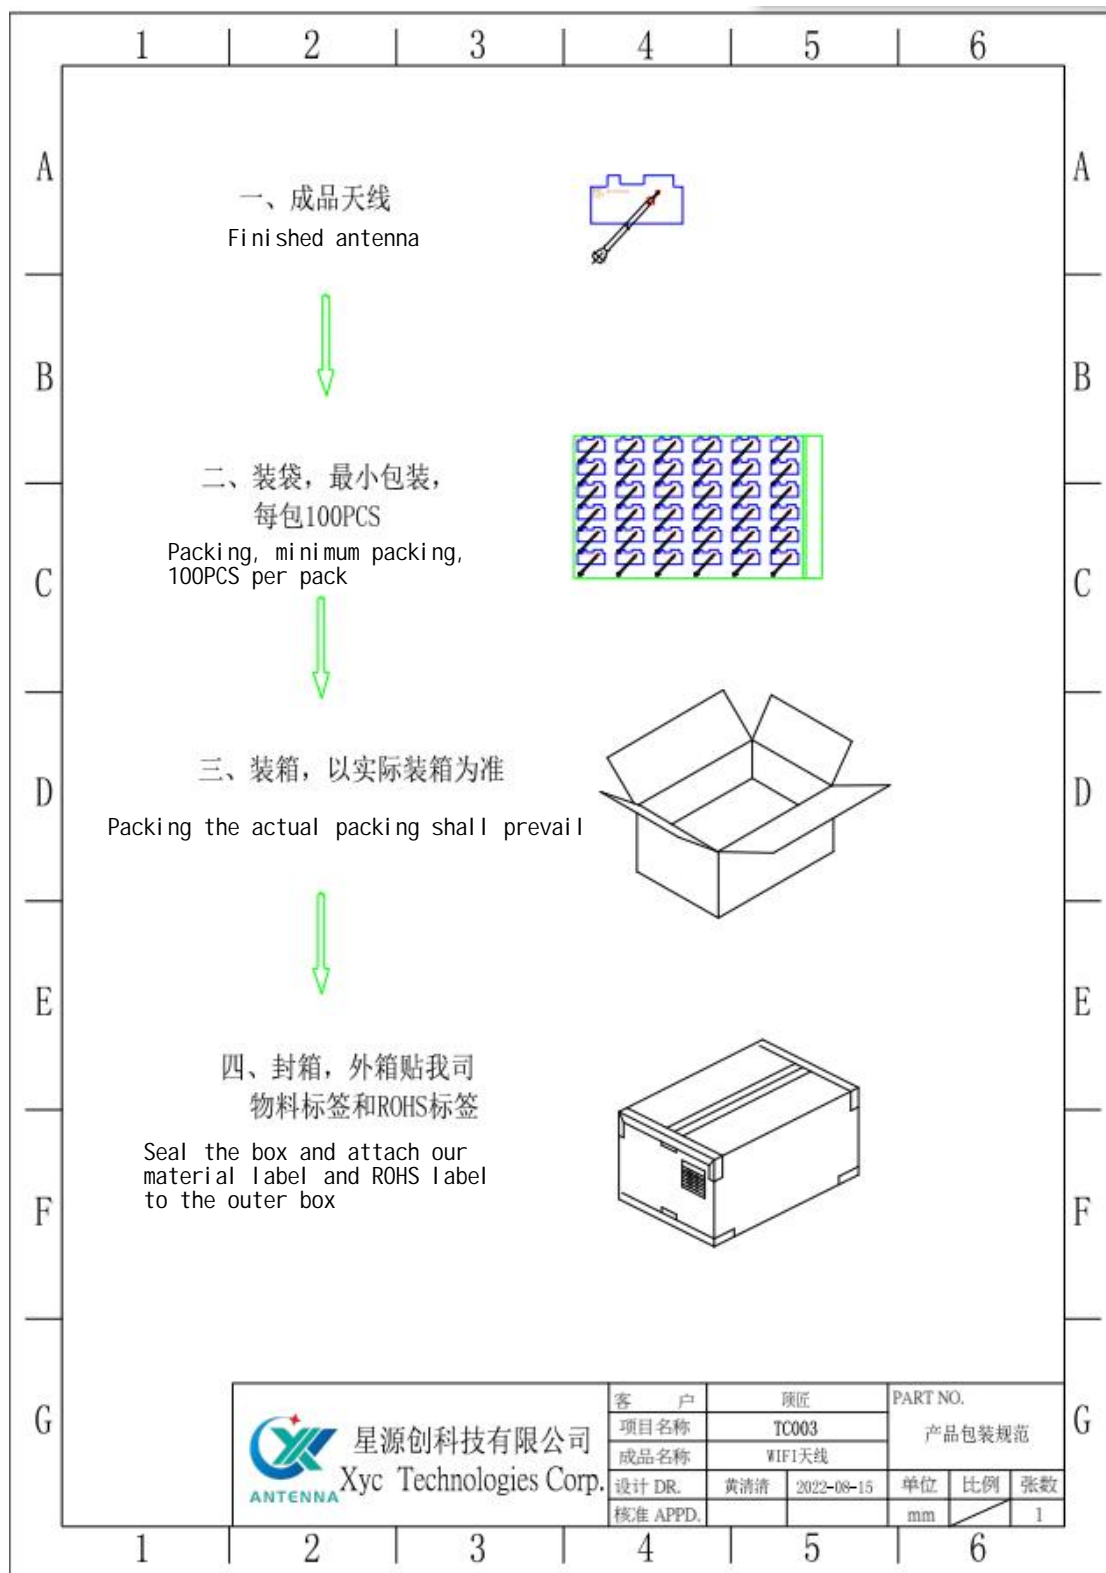 1 2 3 4 5 6
A A
一、成品天线
Finished antenna
B B
二、装袋，最小包装，
每包100PCS
Packing, minimum packing,
100PCS per pack
C C
三、装箱，以实际装箱为准
D D
Packing the actual packing shall prevail
E E
四、封箱，外箱贴我司
物料标签和ROHS标签
Seal the box and attach our
material label and ROHS label
to the outer box
F F
G G
ANTENNA
星源创科技有限公司
Xyc Technologies Corp.
客 户 顾匠 PART NO.
项目名称 TC003 产品包装规范
成品名称 WIFI天线
设计 DR. 黄清清 2022-08-15 单位 比例 张数
核准 APPD. mm 1
1 2 3 4 5 6